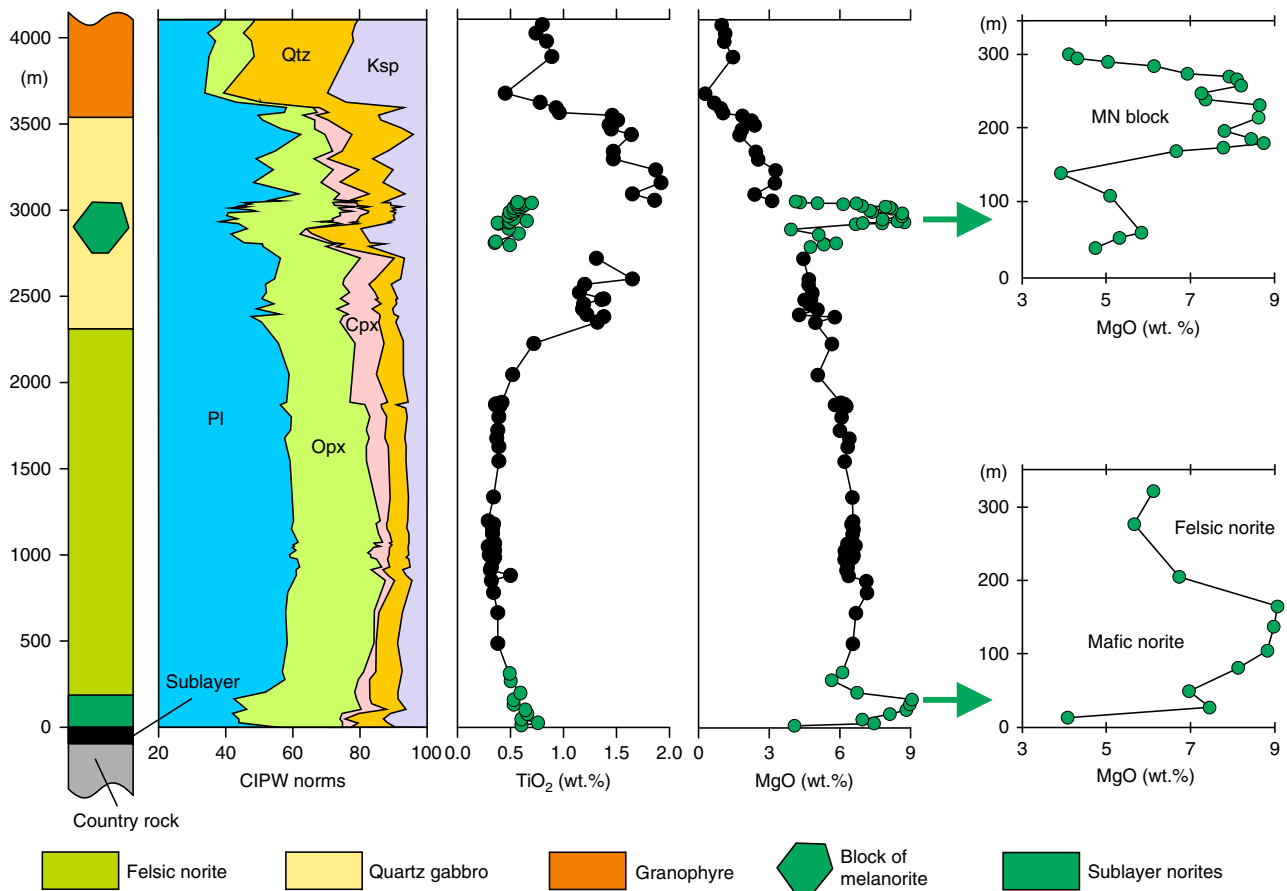 4000
(m)
3500
3000
2500
2000
1500
1000
500
0
Sublayer
Country rock
Qtz
Ksp
Cpx
Pl
Opx
20 40 60 80 100
CIPW norms
0.0 0.5 1.0 1.5 2.0
TiO2 (wt.%)
0 3 6 9
MgO (wt.%)
(m)
300
MN block
200
100
0
3 5 7 9
MgO (wt. %)
(m)
300
Felsic norite
200
Mafic norite
100
0
3 5 7 9
MgO (wt. %)
Felsic norite
Quartz gabbro
Granophyre
Block of
melanorite
Sublayer norites